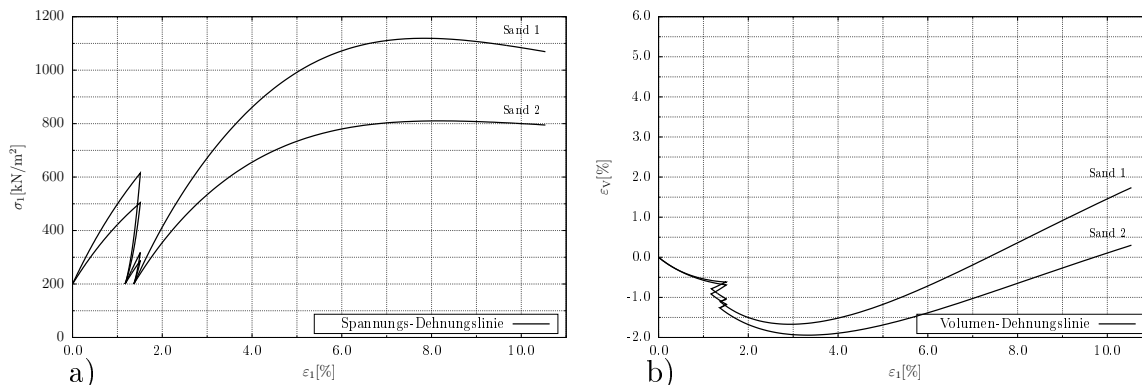 1200
1000
800
600
400
200
0
σ₁[kN/m²]
Sand 1
Sand 2
Spannungs-Dehnungslinie
0.0
2.0
4.0
6.0
8.0
10.0
ε₁[%]
a)
6.0
5.0
4.0
3.0
2.0
1.0
0.0
-1.0
-2.0
εV[%]
Sand 1
Sand 2
Volumen-Dehnungslinie
0.0
2.0
4.0
6.0
8.0
10.0
ε₁[%]
b)